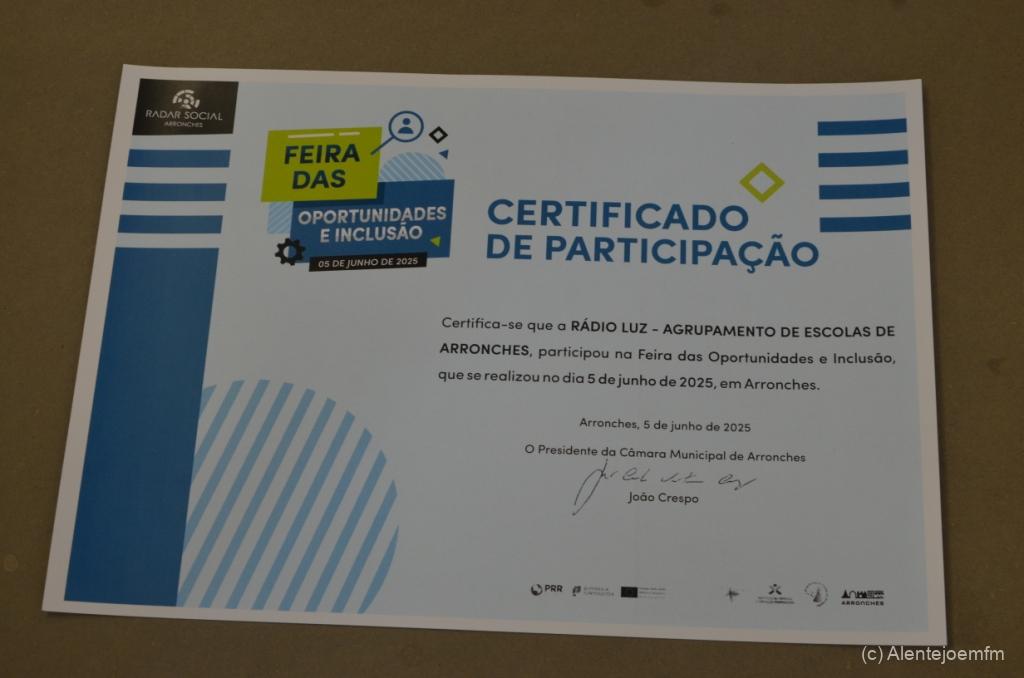 RADAR SOCIAL
ARRONCHES
FEIRA
DAS
OPORTUNIDADES
E INCLUSÃO
05 DE JUNHO DE 2025
CERTIFICADO
DE PARTICIPAÇÃO
Certifica-se que a RÁDIO LUZ - AGRUPAMENTO DE ESCOLAS DE
ARRONCHES, participou na Feira das Oportunidades e Inclusão,
que se realizou no dia 5 de junho de 2025, em Arronches.
Arronches, 5 de junho de 2025
O Presidente da Câmara Municipal de Arronches
João Crespo
PRR
ARRONCHES
(c) Alentejoemfm